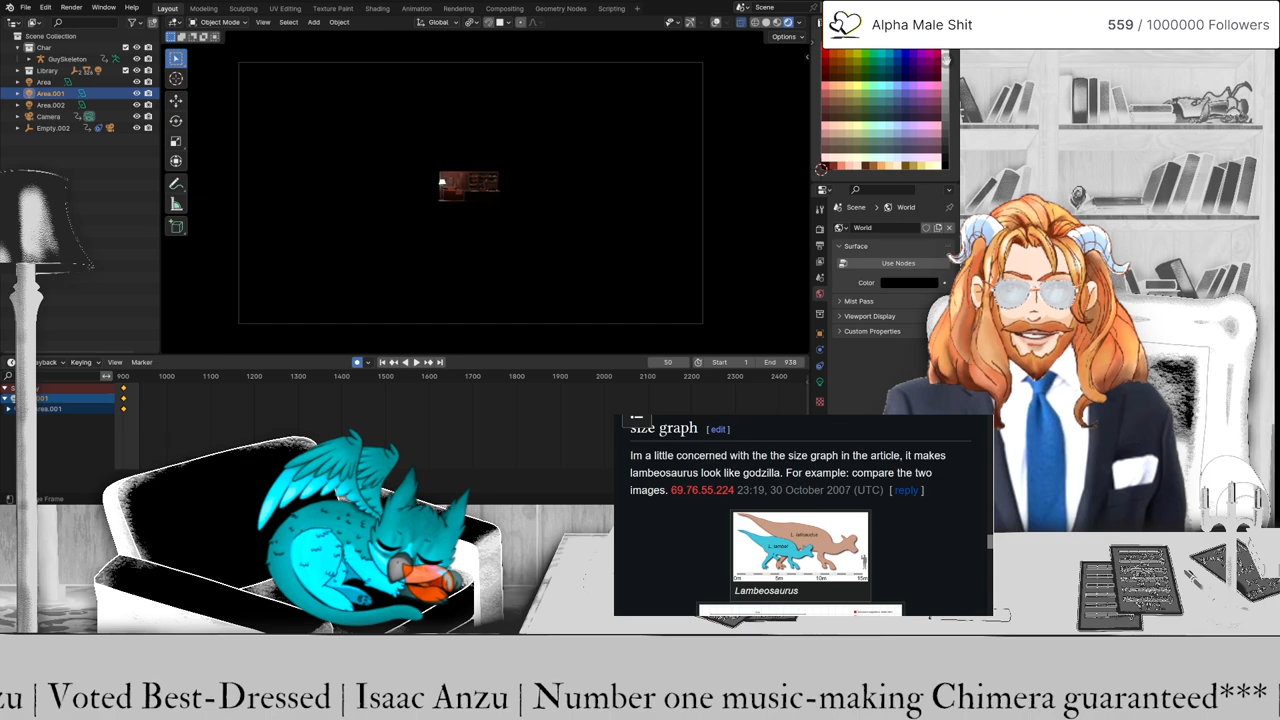 File Edit Render Window Help Layout Modeling Sculpting UV Editing Texture Paint Shading Animation Rendering Compositing Geometry Nodes Scripting Scene
Object Mode View Select Add Object Global
Options
Scene Collection
Char
GuySkeleton
Library
Area
Area.001
Area.002
Camera
Empty.002
Alpha Male Shit 559 / 1000000 Followers
Scene World
World
Surface
Use Nodes
Color
Mist Pass
Viewport Display
Custom Properties
Keying View Marker 50 Start 1 End 938
900 1000 1100 1200 1300 1400 1500 1600 1700 1800 1900 2000 2100 2200 2300 2400
size graph [ edit ]
Im a little concerned with the the size graph in the article, it makes
lambeosaurus look like godzilla. For example: compare the two
images. 69.76.55.224 23:19, 30 October 2007 (UTC) [ reply ]
L. laticaudus
L. lambei
0m 5m 10m 15m
Lambeosaurus
zu | Voted Best-Dressed | Isaac Anzu | Number one music-making Chimera guaranteed*** |